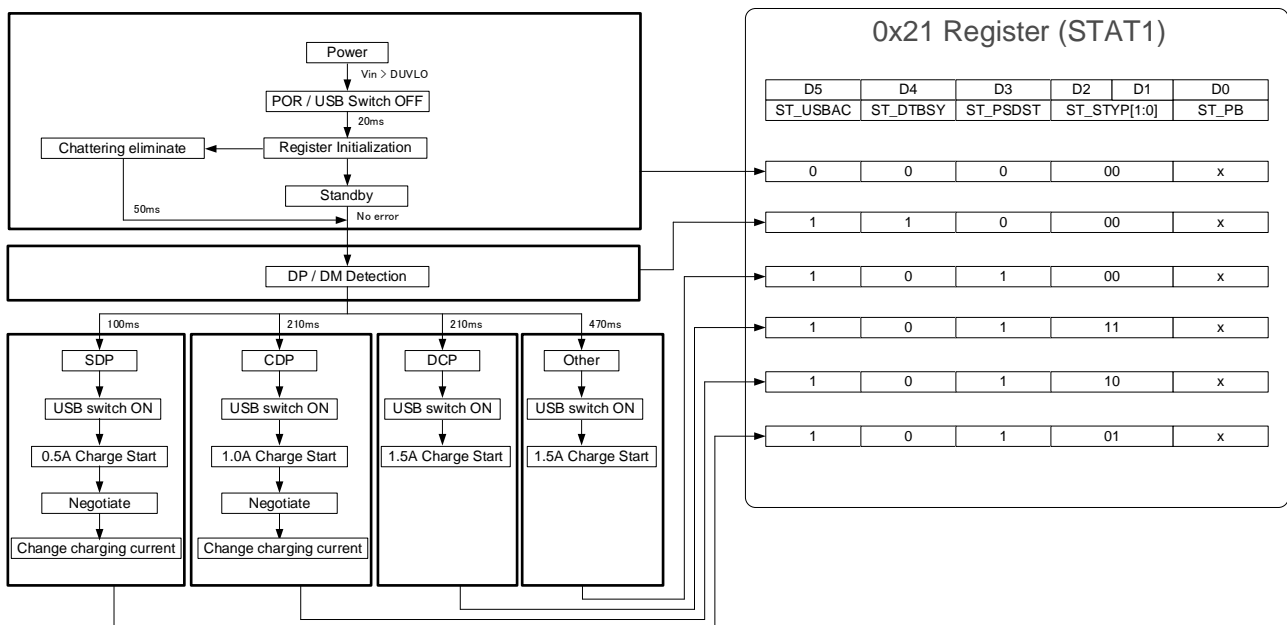 Power
Vin > DUVLO
POR / USB Switch OFF
20ms
Chattering eliminate
Register Initialization
Standby
50ms
No error
DP / DM Detection
100ms
210ms
210ms
470ms
SDP
CDP
DCP
Other
USB switch ON
USB switch ON
USB switch ON
USB switch ON
0.5A Charge Start
1.0A Charge Start
1.5A Charge Start
1.5A Charge Start
Negotiate
Negotiate
Change charging current
Change charging current
0x21 Register (STAT1)
D5 D4 D3 D2 D1 D0
ST_USBAC ST_DTBSY ST_PSDST ST_STYP[1:0] ST_PB
0 0 0 00 x
1 1 0 00 x
1 0 1 00 x
1 0 1 11 x
1 0 1 10 x
1 0 1 01 x